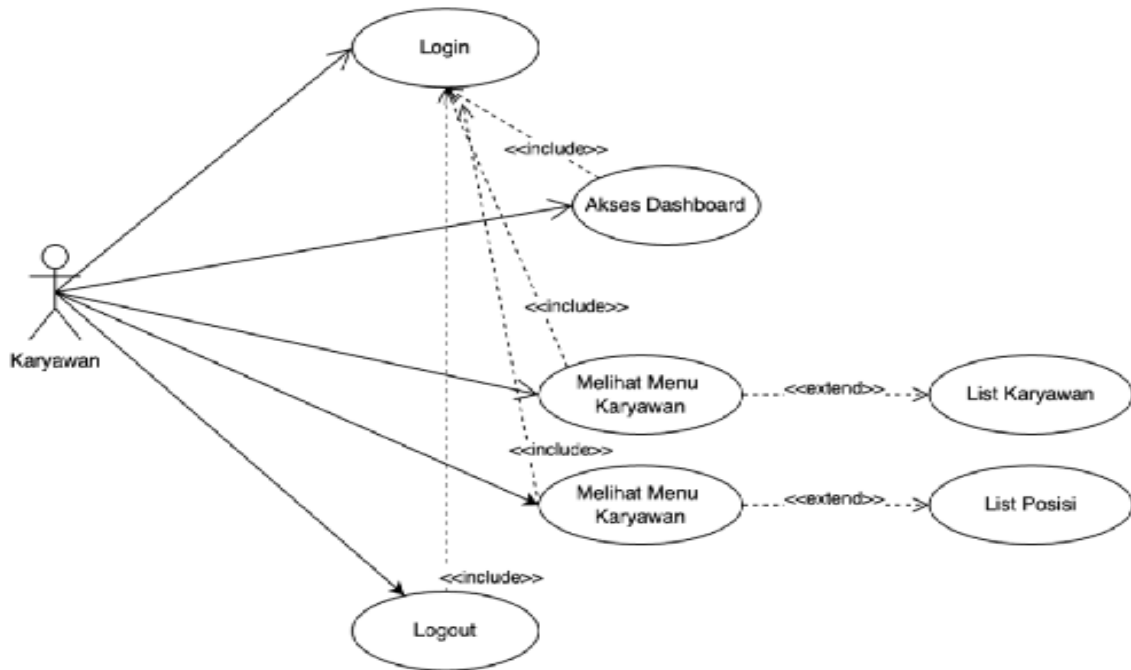 Login
<<include>>
Akses Dashboard
Karyawan
<<include>>
Melihat Menu
Karyawan
<<extend>>
List Karyawan
<<include>>
Melihat Menu
Karyawan
<<extend>>
List Posisi
<<include>>
Logout